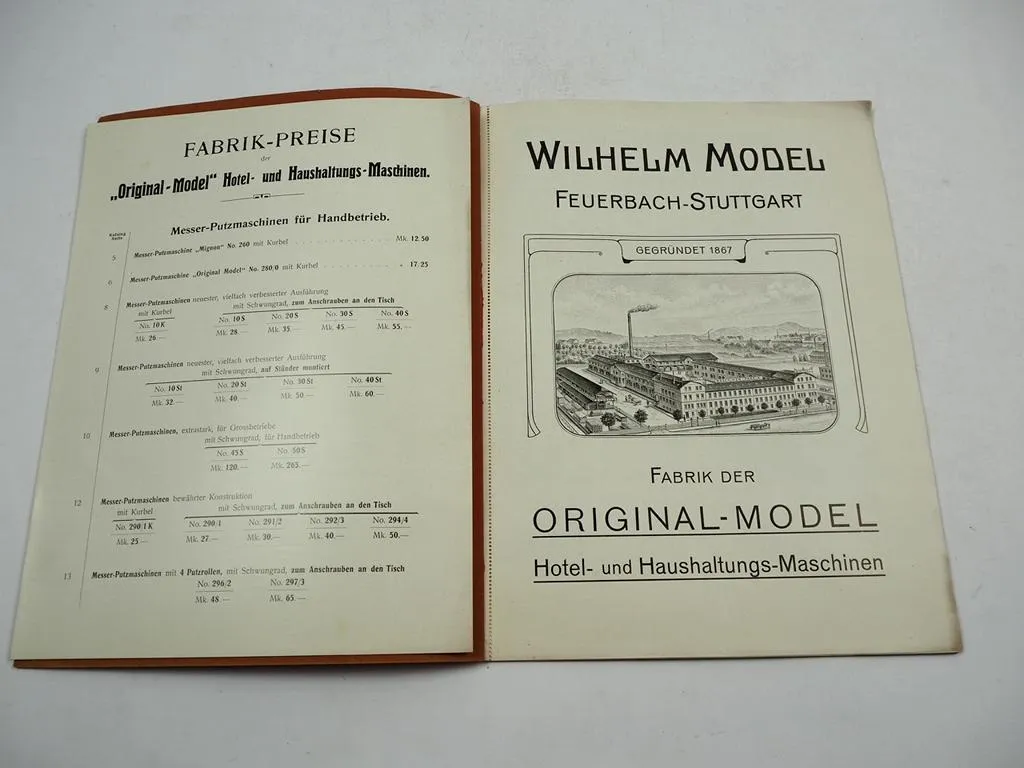 FABRIK-PREISE
der
„Original-Model" Hotel- und Haushaltungs-Maschinen.
Messer-Putzmaschinen für Handbetrieb.
Katalog
Seite
5 Messer-Putzmaschine „Mignon" No. 260 mit Kurbel . . . . . . . . . . Mk. 12.50
6 Messer-Putzmaschine „Original Model" No. 280/0 mit Kurbel . . . . . . . „ 17.25
8 Messer-Putzmaschinen neuester, vielfach verbesserter Ausführung
mit Kurbel mit Schwungrad, zum Anschrauben an den Tisch
No. 10 K No. 10 S No. 20 S No. 30 S No. 40 S
Mk. 26.— Mk. 28.— Mk. 35.— Mk. 45.— Mk. 55.—
9 Messer-Putzmaschinen neuester, vielfach verbesserter Ausführung
mit Schwungrad, auf Ständer montiert
No. 10 St No. 20 St No. 30 St No. 40 St
Mk. 32.— Mk. 40.— Mk. 50.— Mk. 60.—
10 Messer-Putzmaschinen, extrastark, für Grossbetriebe
mit Schwungrad, für Handbetrieb
No. 45 S No. 50 S
Mk. 120.— Mk. 265.—
12 Messer-Putzmaschinen bewährter Konstruktion
mit Kurbel mit Schwungrad, zum Anschrauben an den Tisch
No. 290/1 K No. 290/1 No. 291/2 No. 292/3 No. 294/4
Mk. 25.— Mk. 27.— Mk. 30.— Mk. 40.— Mk. 50.—
13 Messer-Putzmaschinen mit 4 Putzrollen, mit Schwungrad, zum Anschrauben an den Tisch
No. 296/2 No. 297/3
Mk. 48.— Mk. 65.—
WILHELM MODEL
FEUERBACH-STUTTGART
GEGRÜNDET 1867
FABRIK DER
ORIGINAL-MODEL
Hotel- und Haushaltungs-Maschinen